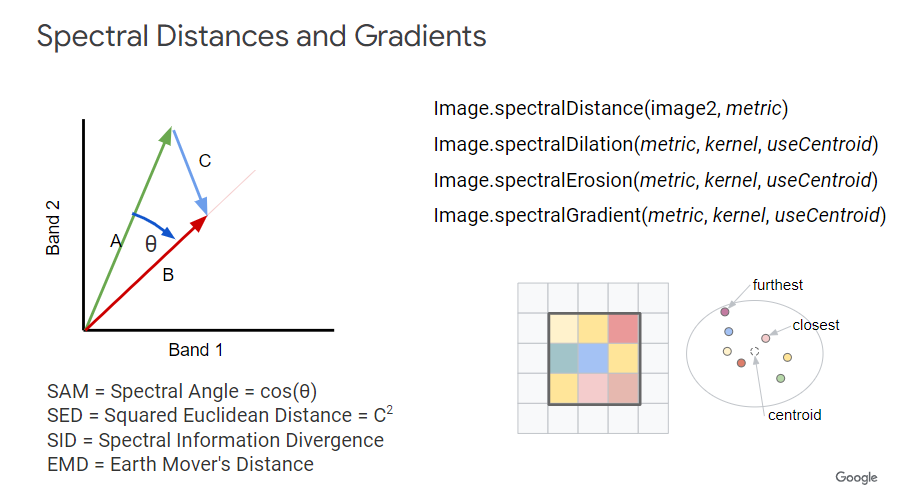 Spectral Distances and Gradients
Image.spectralDistance(image2, metric)
Image.spectralDilation(metric, kernel, useCentroid)
Image.spectralErosion(metric, kernel, useCentroid)
Image.spectralGradient(metric, kernel, useCentroid)
Band 2
A
θ
B
C
Band 1
furthest
closest
centroid
SAM = Spectral Angle = cos(θ)
SED = Squared Euclidean Distance = C²
SID = Spectral Information Divergence
EMD = Earth Mover's Distance
Google